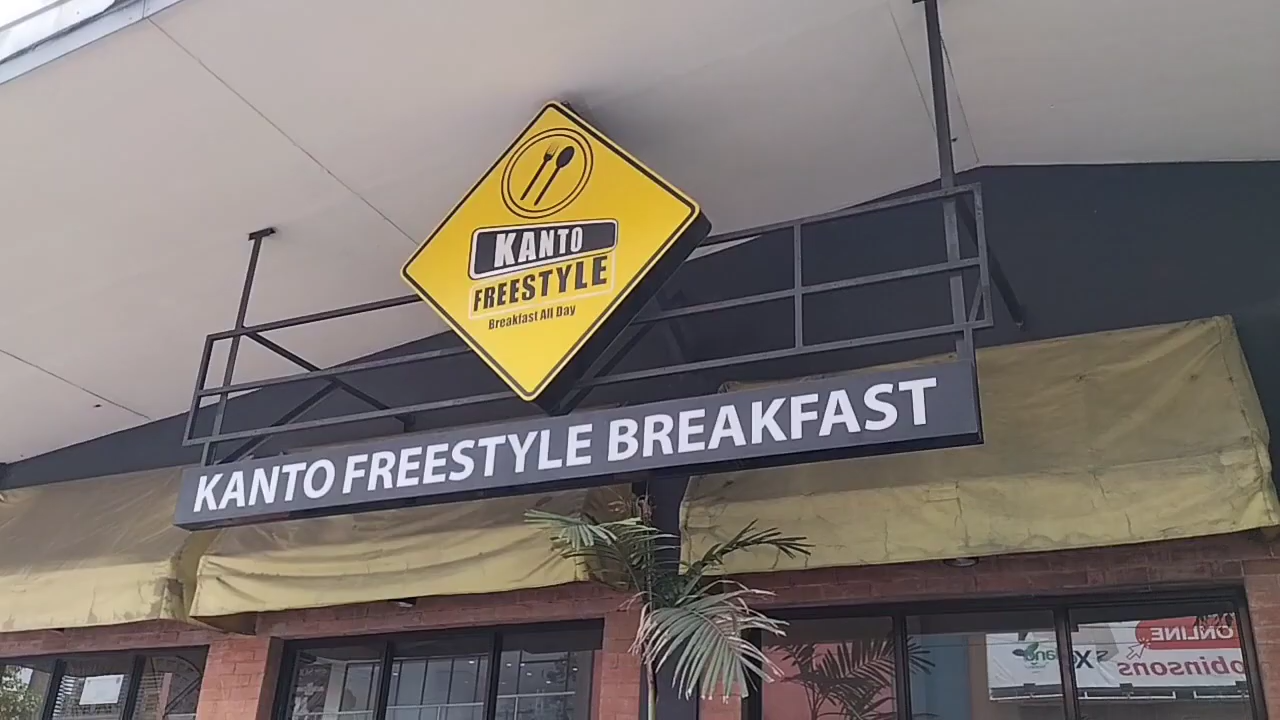 KANTO
FREESTYLE
Breakfast All Day
KANTO FREESTYLE BREAKFAST
ONLINE
obinsons